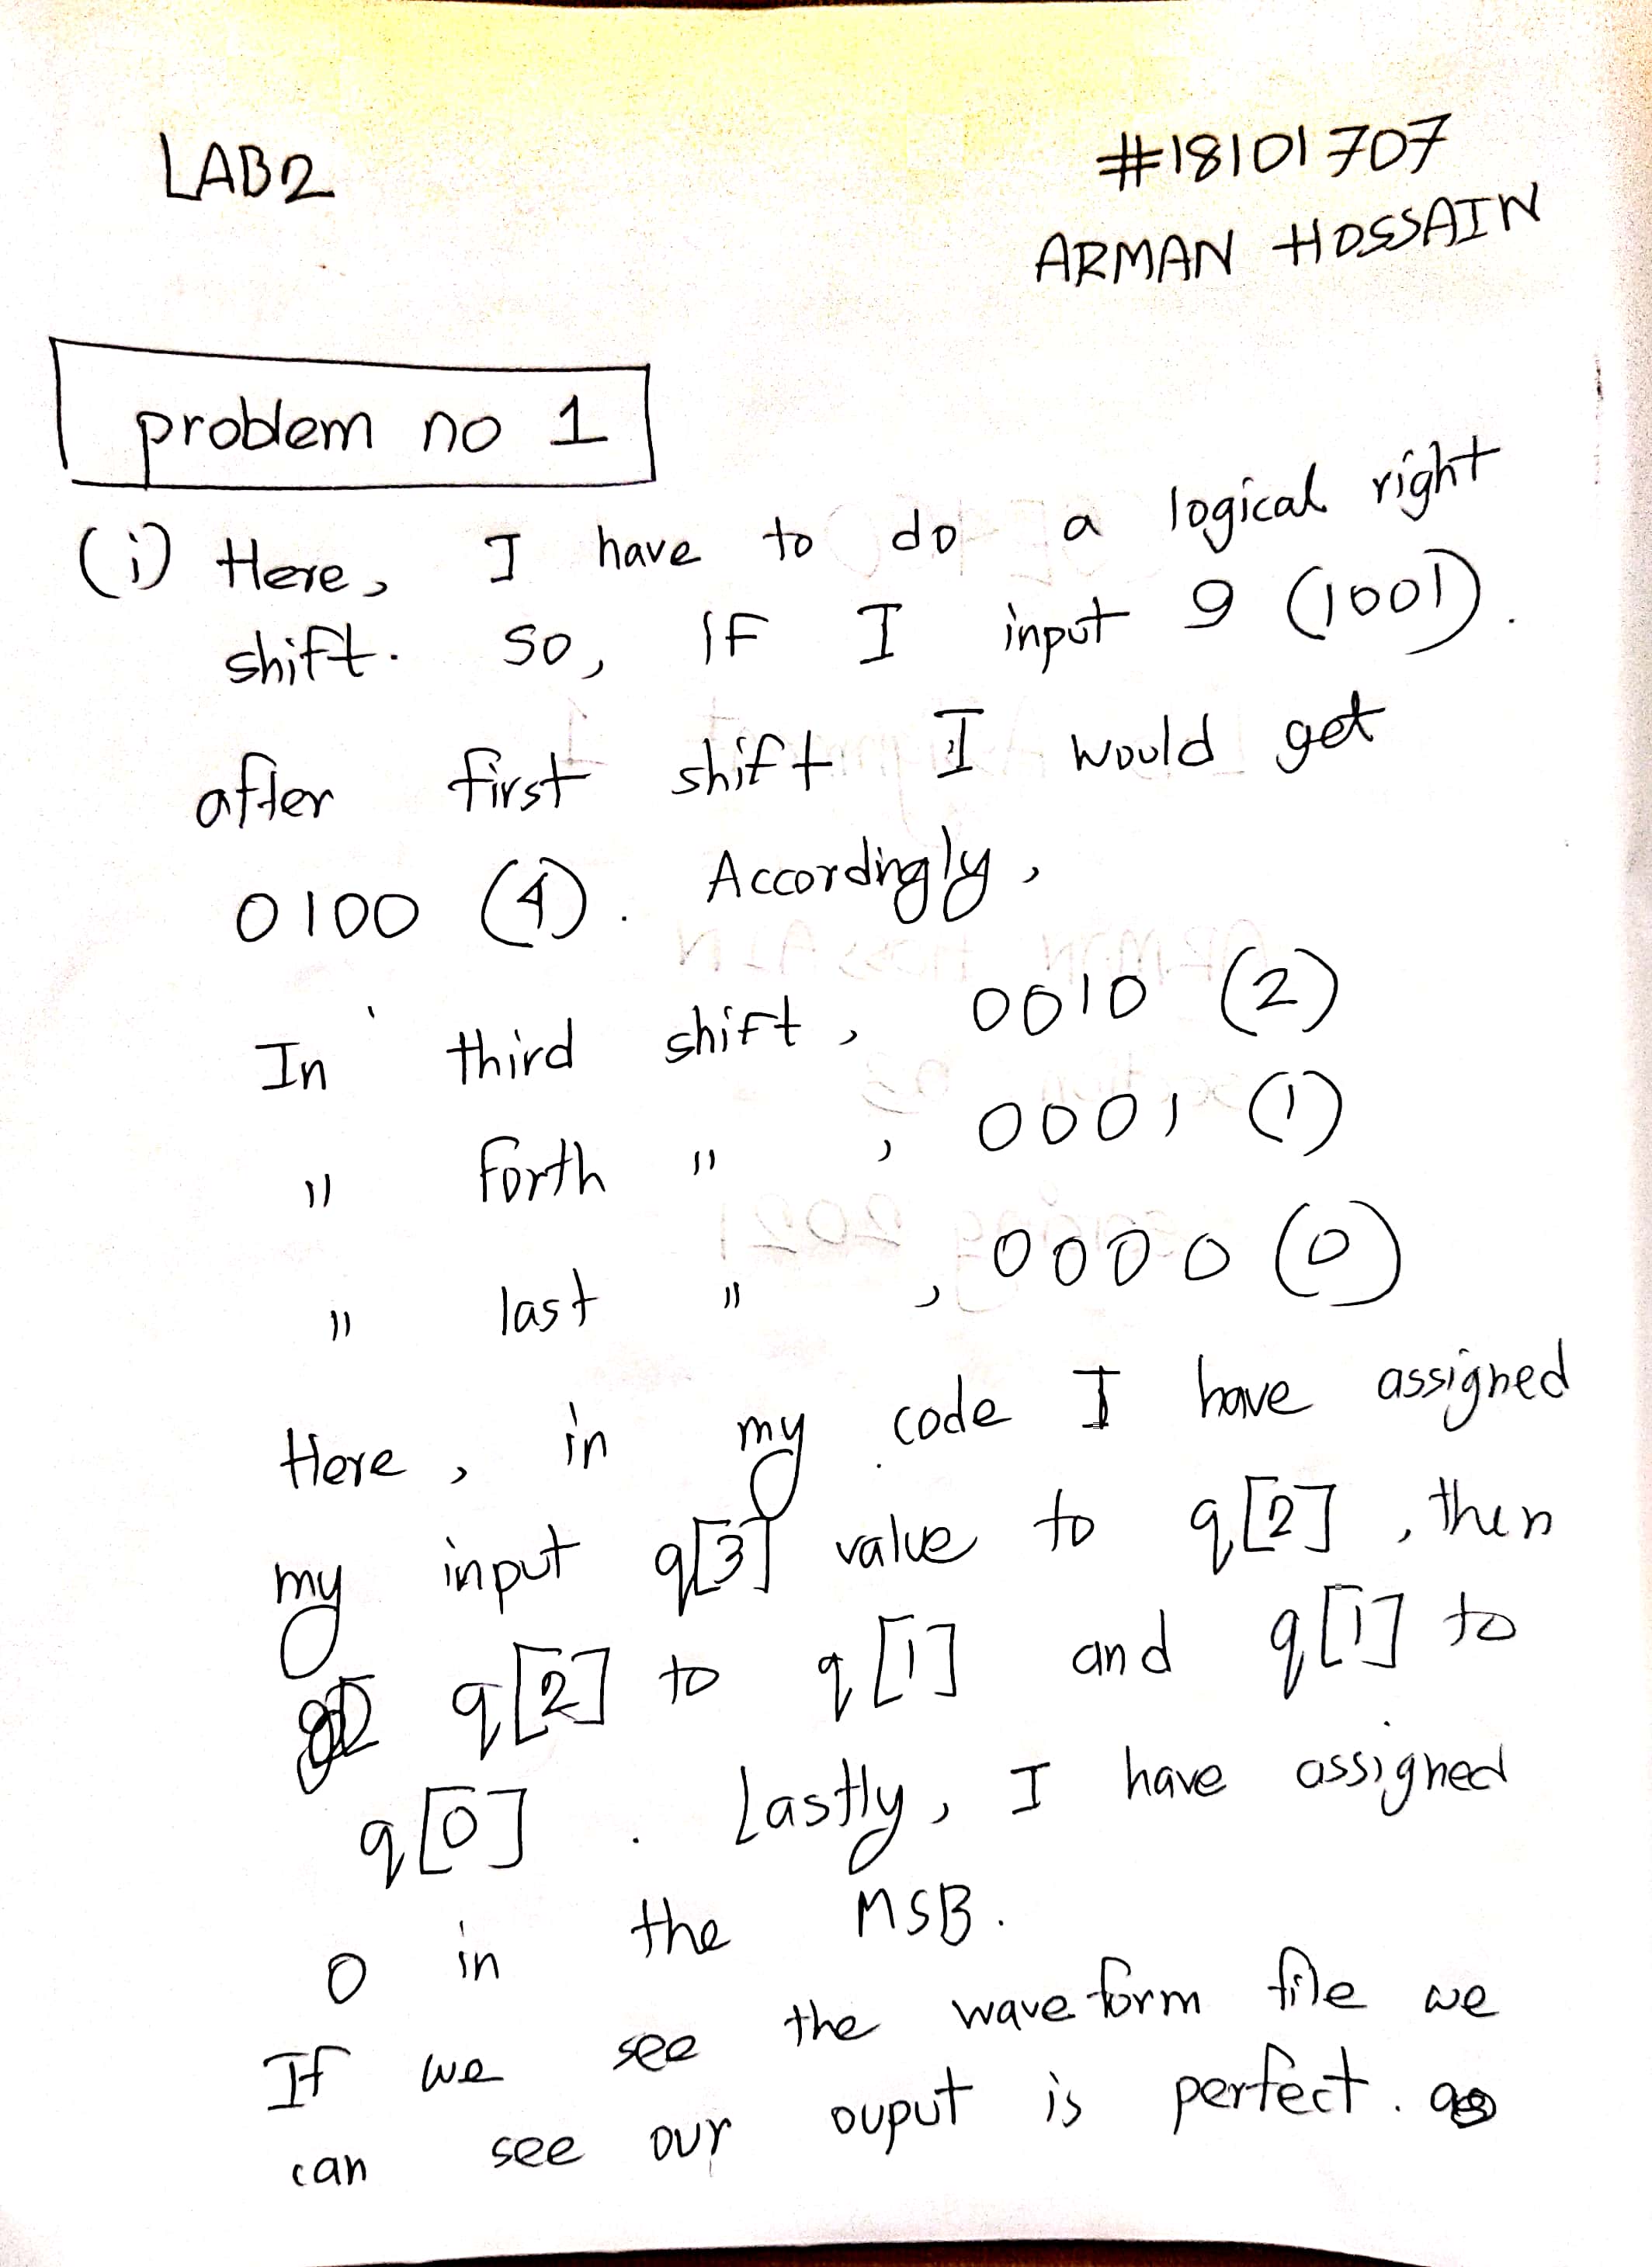 LAB2
#18101707
ARMAN HOSSAIN
problem no 1
(i) Here, I have to do a logical right
shift. so, IF I input 9 (1001).
after first shift I would get
0100 (4). Accordingly,
In third shift, 0010 (2)
" forth " , 0001 (1)
" last " , 0000 (0)
Here, in my code I have assigned
my input q[3] value to q[2], then
q[2] to q[1] and q[1] to
q[0]. Lastly, I have assigned
0 in the MSB.
If we see the waveform file we
can see our ouput is perfect.